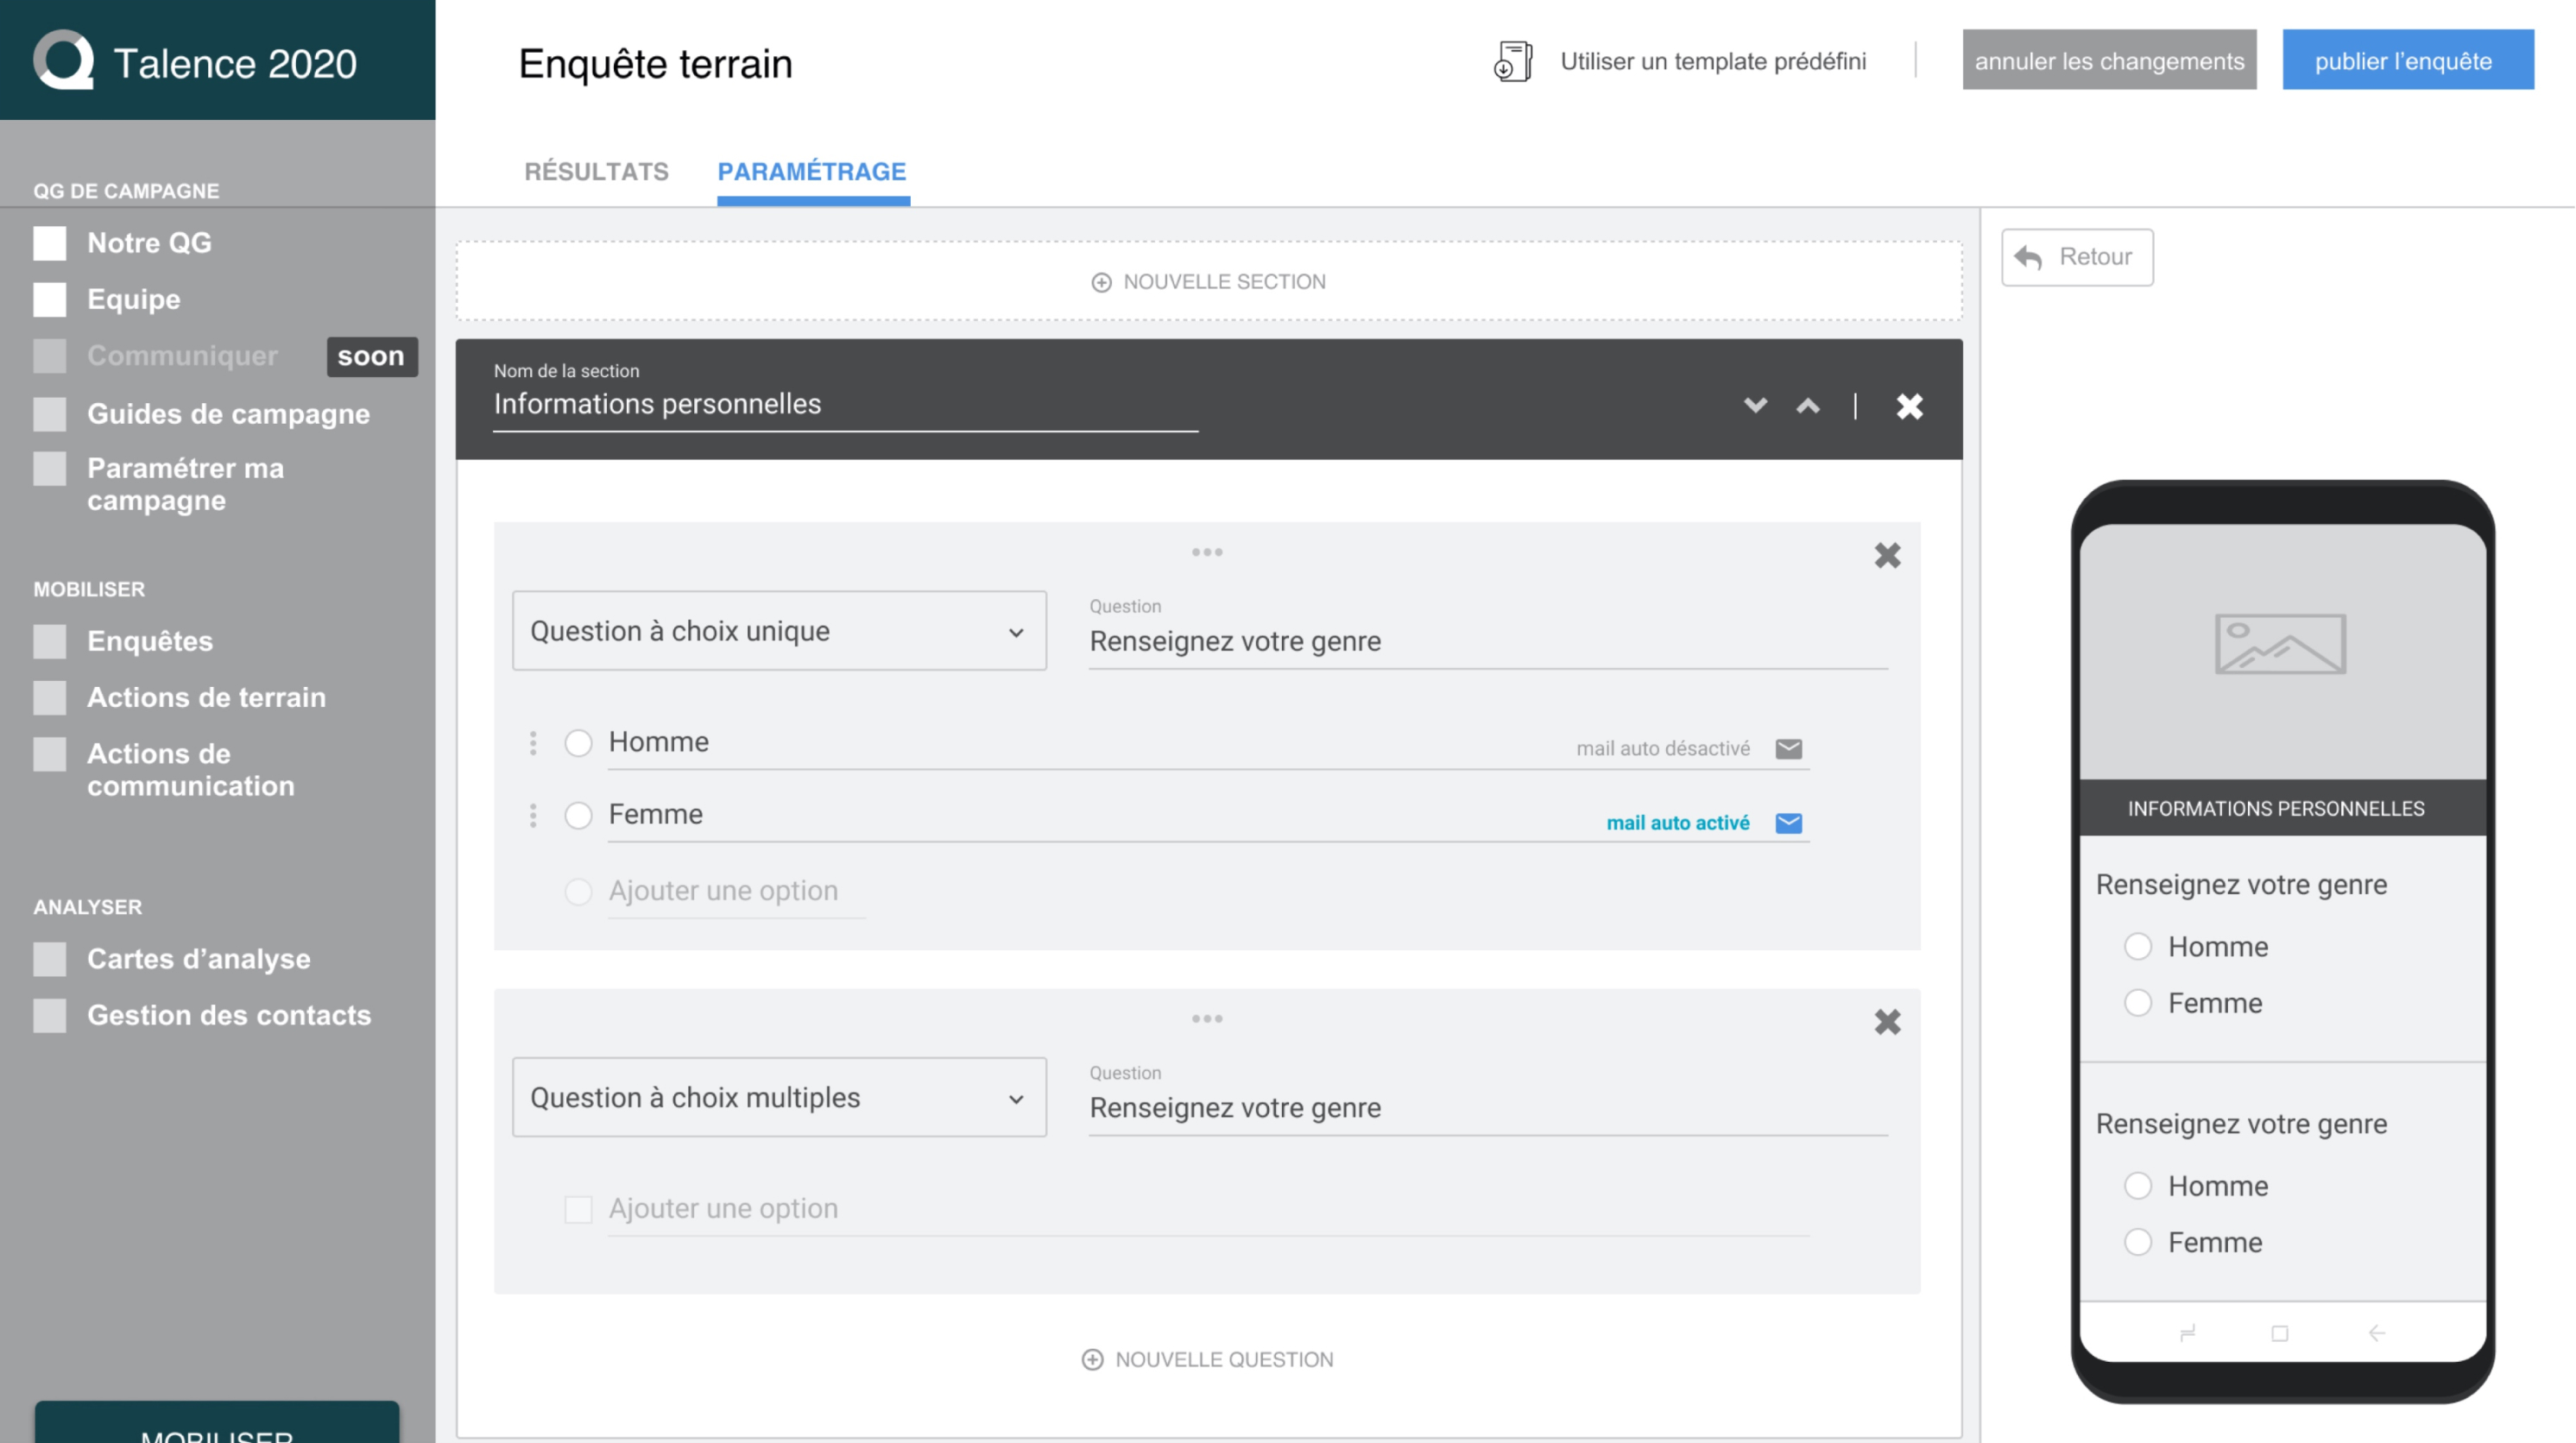 Talence 2020
Enquête terrain
Utiliser un template prédéfini
annuler les changements
publier l’enquête
RÉSULTATS
PARAMÉTRAGE
QG DE CAMPAGNE
Notre QG
Equipe
Communiquer
soon
Guides de campagne
Paramétrer ma
campagne
MOBILISER
Enquêtes
Actions de terrain
Actions de
communication
ANALYSER
Cartes d’analyse
Gestion des contacts
MOBILISER
NOUVELLE SECTION
Nom de la section
Informations personnelles
Question à choix unique
Question
Renseignez votre genre
Homme
mail auto désactivé
Femme
mail auto activé
Ajouter une option
Question à choix multiples
Question
Renseignez votre genre
Ajouter une option
NOUVELLE QUESTION
Retour
INFORMATIONS PERSONNELLES
Renseignez votre genre
Homme
Femme
Renseignez votre genre
Homme
Femme